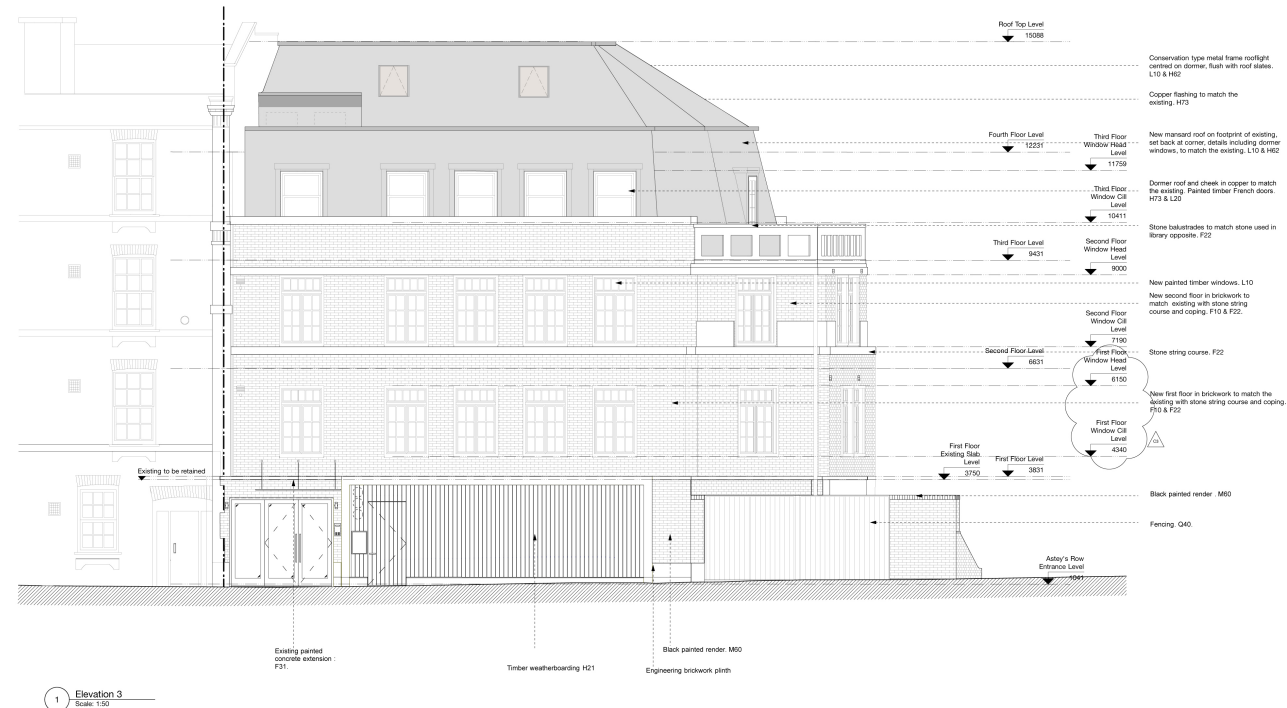 Roof Top Level
15088
Conservation type metal frame rooflight
centred on dormer, flush with roof slates.
L10 & H62
Copper flashing to match the
existing. H73
Fourth Floor Level
12231
Third Floor
Window Head
Level
11759
New mansard roof on footprint of existing,
set back at corner, details including dormer
windows, to match the existing. L10 & H62
Third Floor
Window Cill
Level
10411
Dormer roof and cheek in copper to match
the existing. Painted timber French doors.
H73 & L20
Stone balustrades to match stone used in
library opposite. F22
Third Floor Level
9431
Second Floor
Window Head
Level
9000
New painted timber windows. L10
New second floor in brickwork to
match existing with stone string
course and coping. F10 & F22.
Second Floor
Window Cill
Level
7190
Second Floor Level
6631
First Floor
Window Head
Level
6150
Stone string course. F22
New first floor in brickwork to match the
existing with stone string course and coping.
F10 & F22
First Floor
Window Cill
Level
4340
C3
First Floor
Existing Slab
Level
3750
First Floor Level
3831
Existing to be retained
Black painted render . M60
Fencing. Q40.
Astey's Row
Entrance Level
1041
Existing painted
concrete extension :
F31.
Timber weatherboarding H21
Black painted render. M60
Engineering brickwork plinth
1
Elevation 3
Scale: 1:50